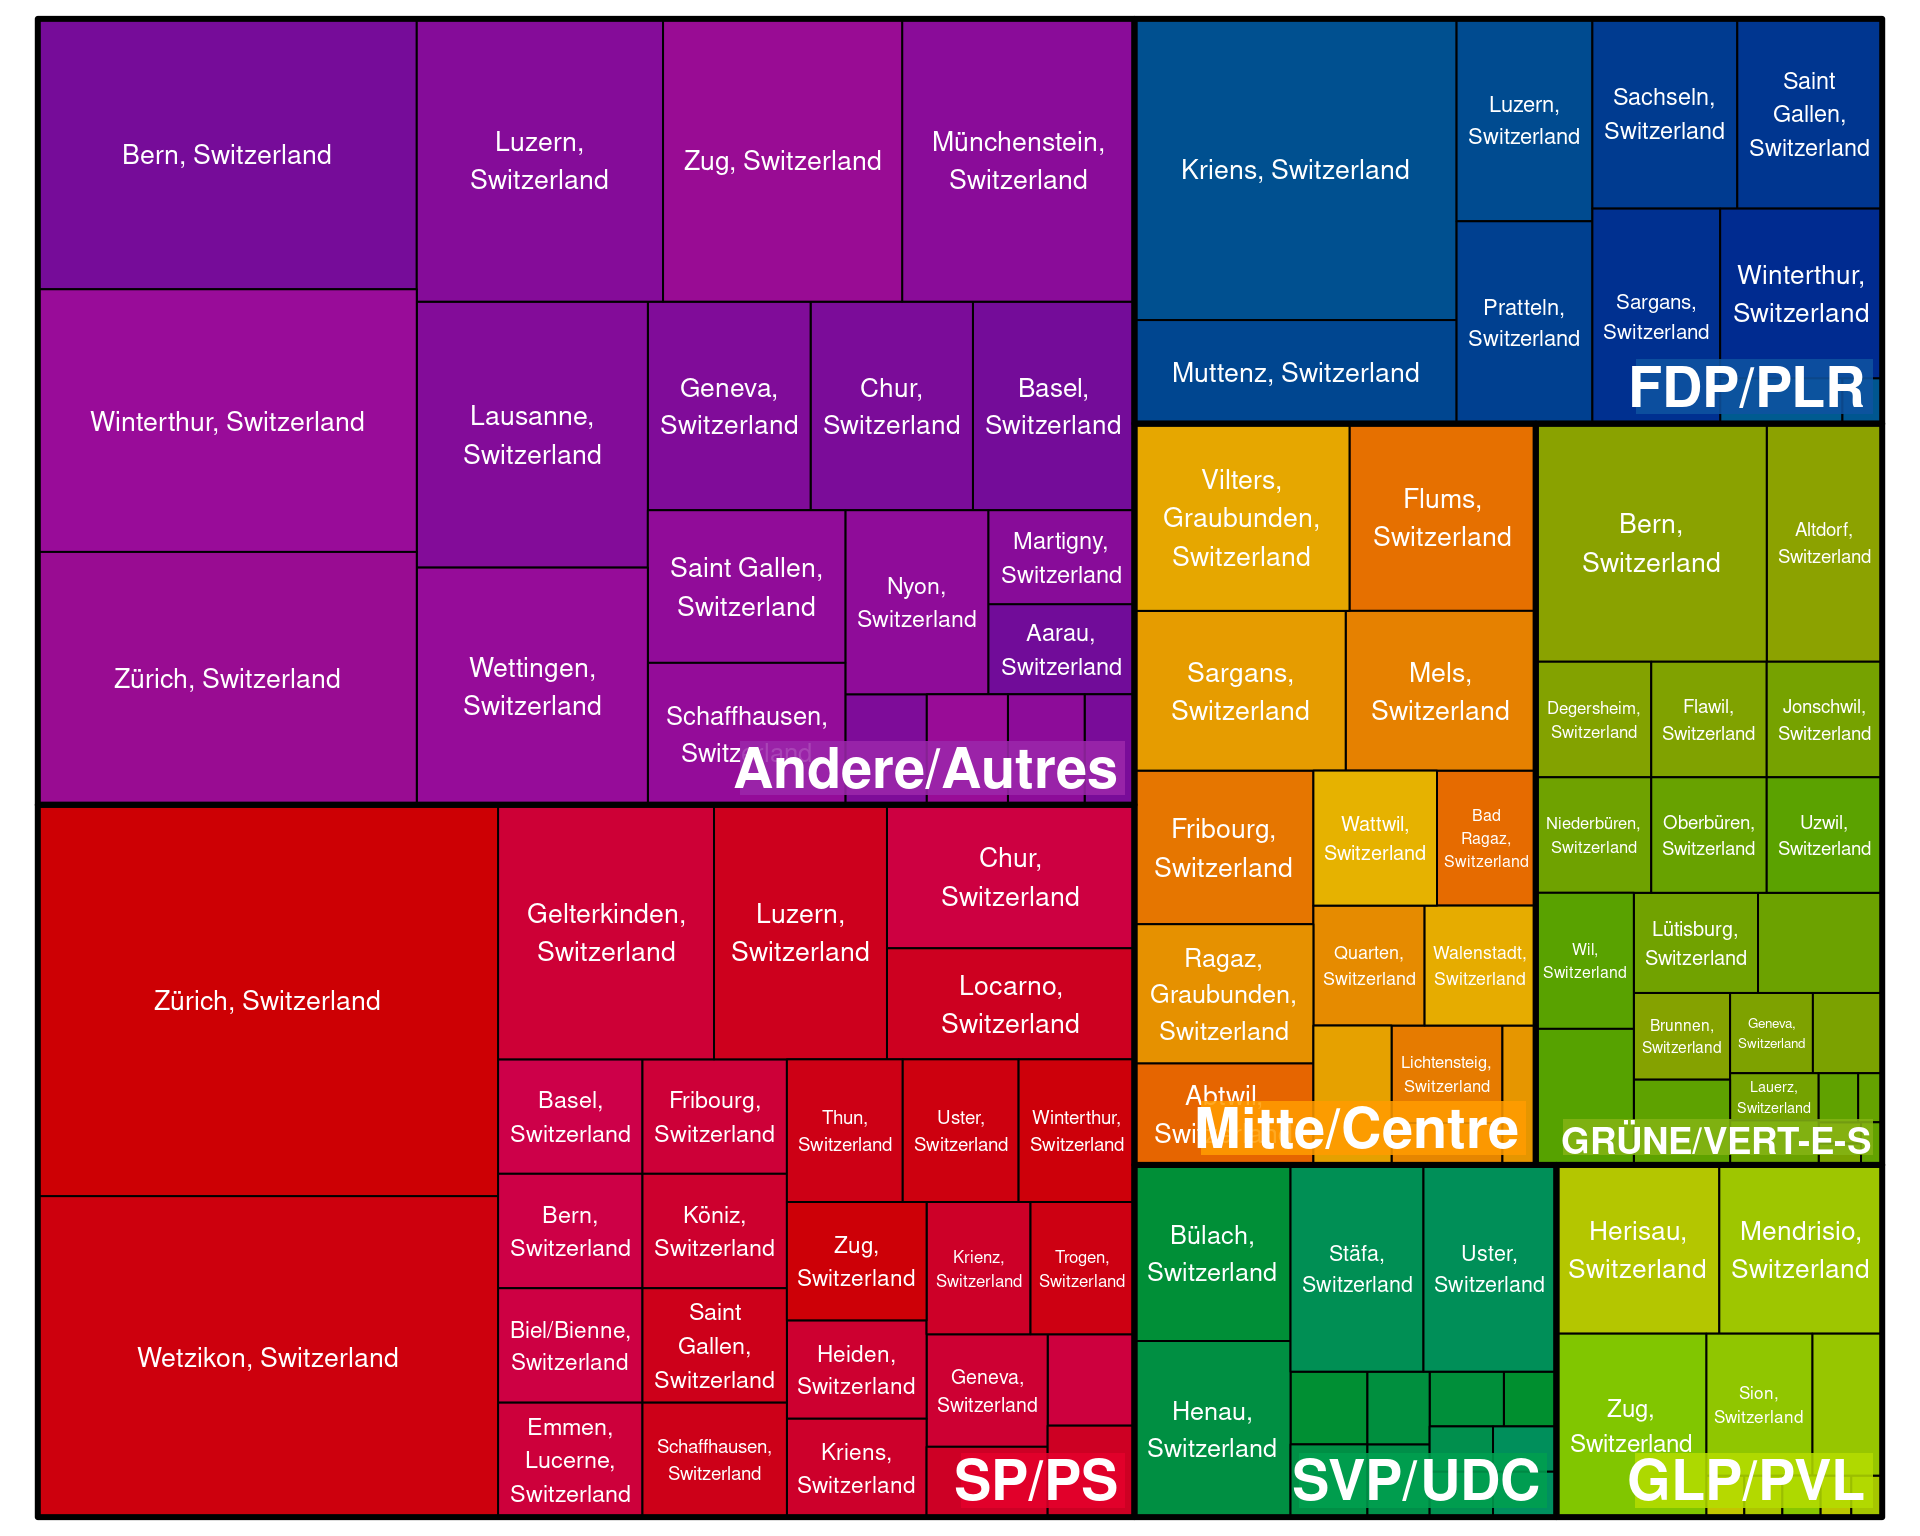 Bern, Switzerland
Luzern,
Switzerland
Zug, Switzerland
Münchenstein,
Switzerland
Winterthur, Switzerland
Zürich, Switzerland
Lausanne,
Switzerland
Wettingen,
Switzerland
Geneva,
Switzerland
Chur,
Switzerland
Basel,
Switzerland
Saint Gallen,
Switzerland
Nyon,
Switzerland
Martigny,
Switzerland
Aarau,
Switzerland
Schaffhausen,
Switzerland
Andere/Autres
Kriens, Switzerland
Muttenz, Switzerland
Luzern,
Switzerland
Pratteln,
Switzerland
Sachseln,
Switzerland
Saint
Gallen,
Switzerland
Sargans,
Switzerland
Winterthur,
Switzerland
FDP/PLR
Vilters,
Graubunden,
Switzerland
Flums,
Switzerland
Sargans,
Switzerland
Mels,
Switzerland
Fribourg,
Switzerland
Wattwil,
Switzerland
Bad
Ragaz,
Switzerland
Ragaz,
Graubunden,
Switzerland
Quarten,
Switzerland
Walenstadt,
Switzerland
Lichtensteig,
Switzerland
Abtwil,
Mitte/Centre
Bern,
Switzerland
Altdorf,
Switzerland
Degersheim,
Switzerland
Flawil,
Switzerland
Jonschwil,
Switzerland
Niederbüren,
Switzerland
Oberbüren,
Switzerland
Uzwil,
Switzerland
Wil,
Switzerland
Lütisburg,
Switzerland
Brunnen,
Switzerland
Geneva,
Switzerland
Lauerz,
Switzerland
GRÜNE/VERT-E-S
Zürich, Switzerland
Wetzikon, Switzerland
Gelterkinden,
Switzerland
Luzern,
Switzerland
Chur,
Switzerland
Locarno,
Switzerland
Basel,
Switzerland
Fribourg,
Switzerland
Thun,
Switzerland
Uster,
Switzerland
Winterthur,
Switzerland
Bern,
Switzerland
Köniz,
Switzerland
Zug,
Switzerland
Krienz,
Switzerland
Trogen,
Switzerland
Biel/Bienne,
Switzerland
Saint
Gallen,
Switzerland
Heiden,
Switzerland
Geneva,
Switzerland
Emmen,
Lucerne,
Switzerland
Schaffhausen,
Switzerland
Kriens,
Switzerland
SP/PS
Bülach,
Switzerland
Stäfa,
Switzerland
Uster,
Switzerland
Henau,
Switzerland
SVP/UDC
Herisau,
Switzerland
Mendrisio,
Switzerland
Zug,
Switzerland
Sion,
Switzerland
GLP/PVL